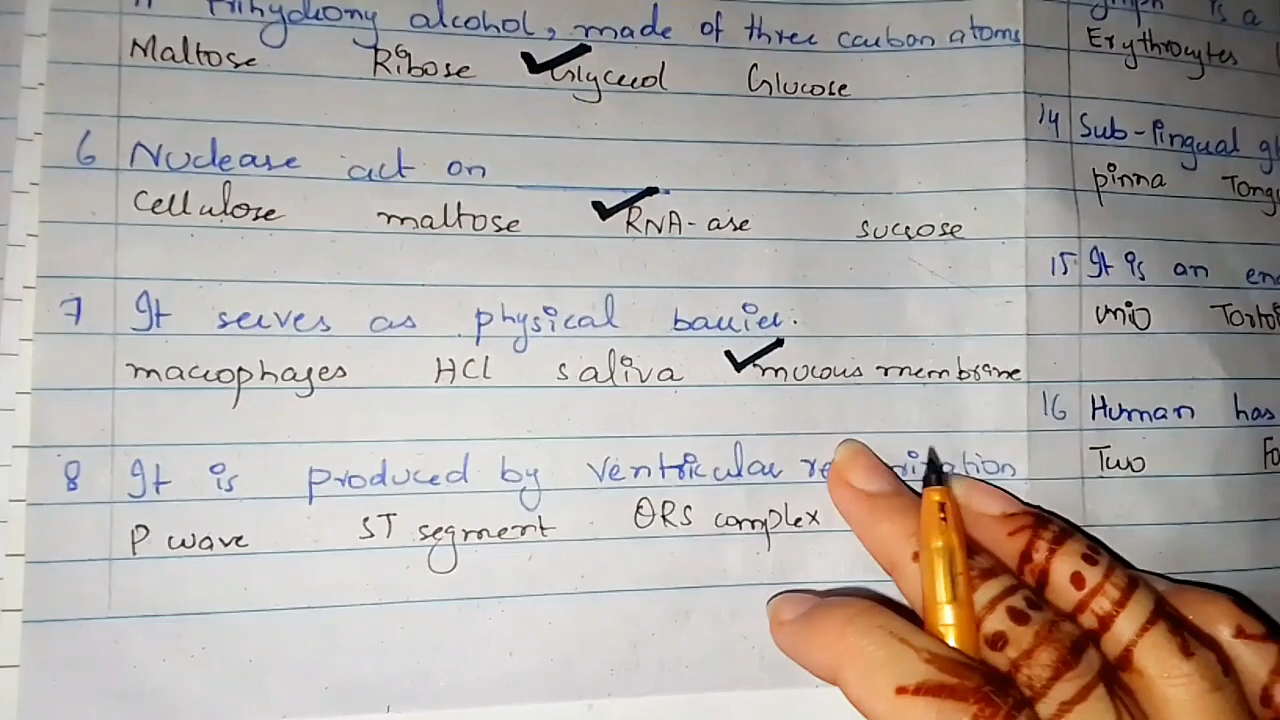 Trihydroxy alcohol, made of three carbon atoms
Maltose Ribose Glycerol Glucose
6 Nuclease act on
Cellulose maltose RNA-ase sucrose
7 It serves as physical barrier.
macrophages HCl saliva mucous membrane
8 It is produced by ventricular
P wave ST segment QRS complex
is a
Erythrocytes
14 Sub-lingual
pinna
15 It is an
unio
16 Human has
Two